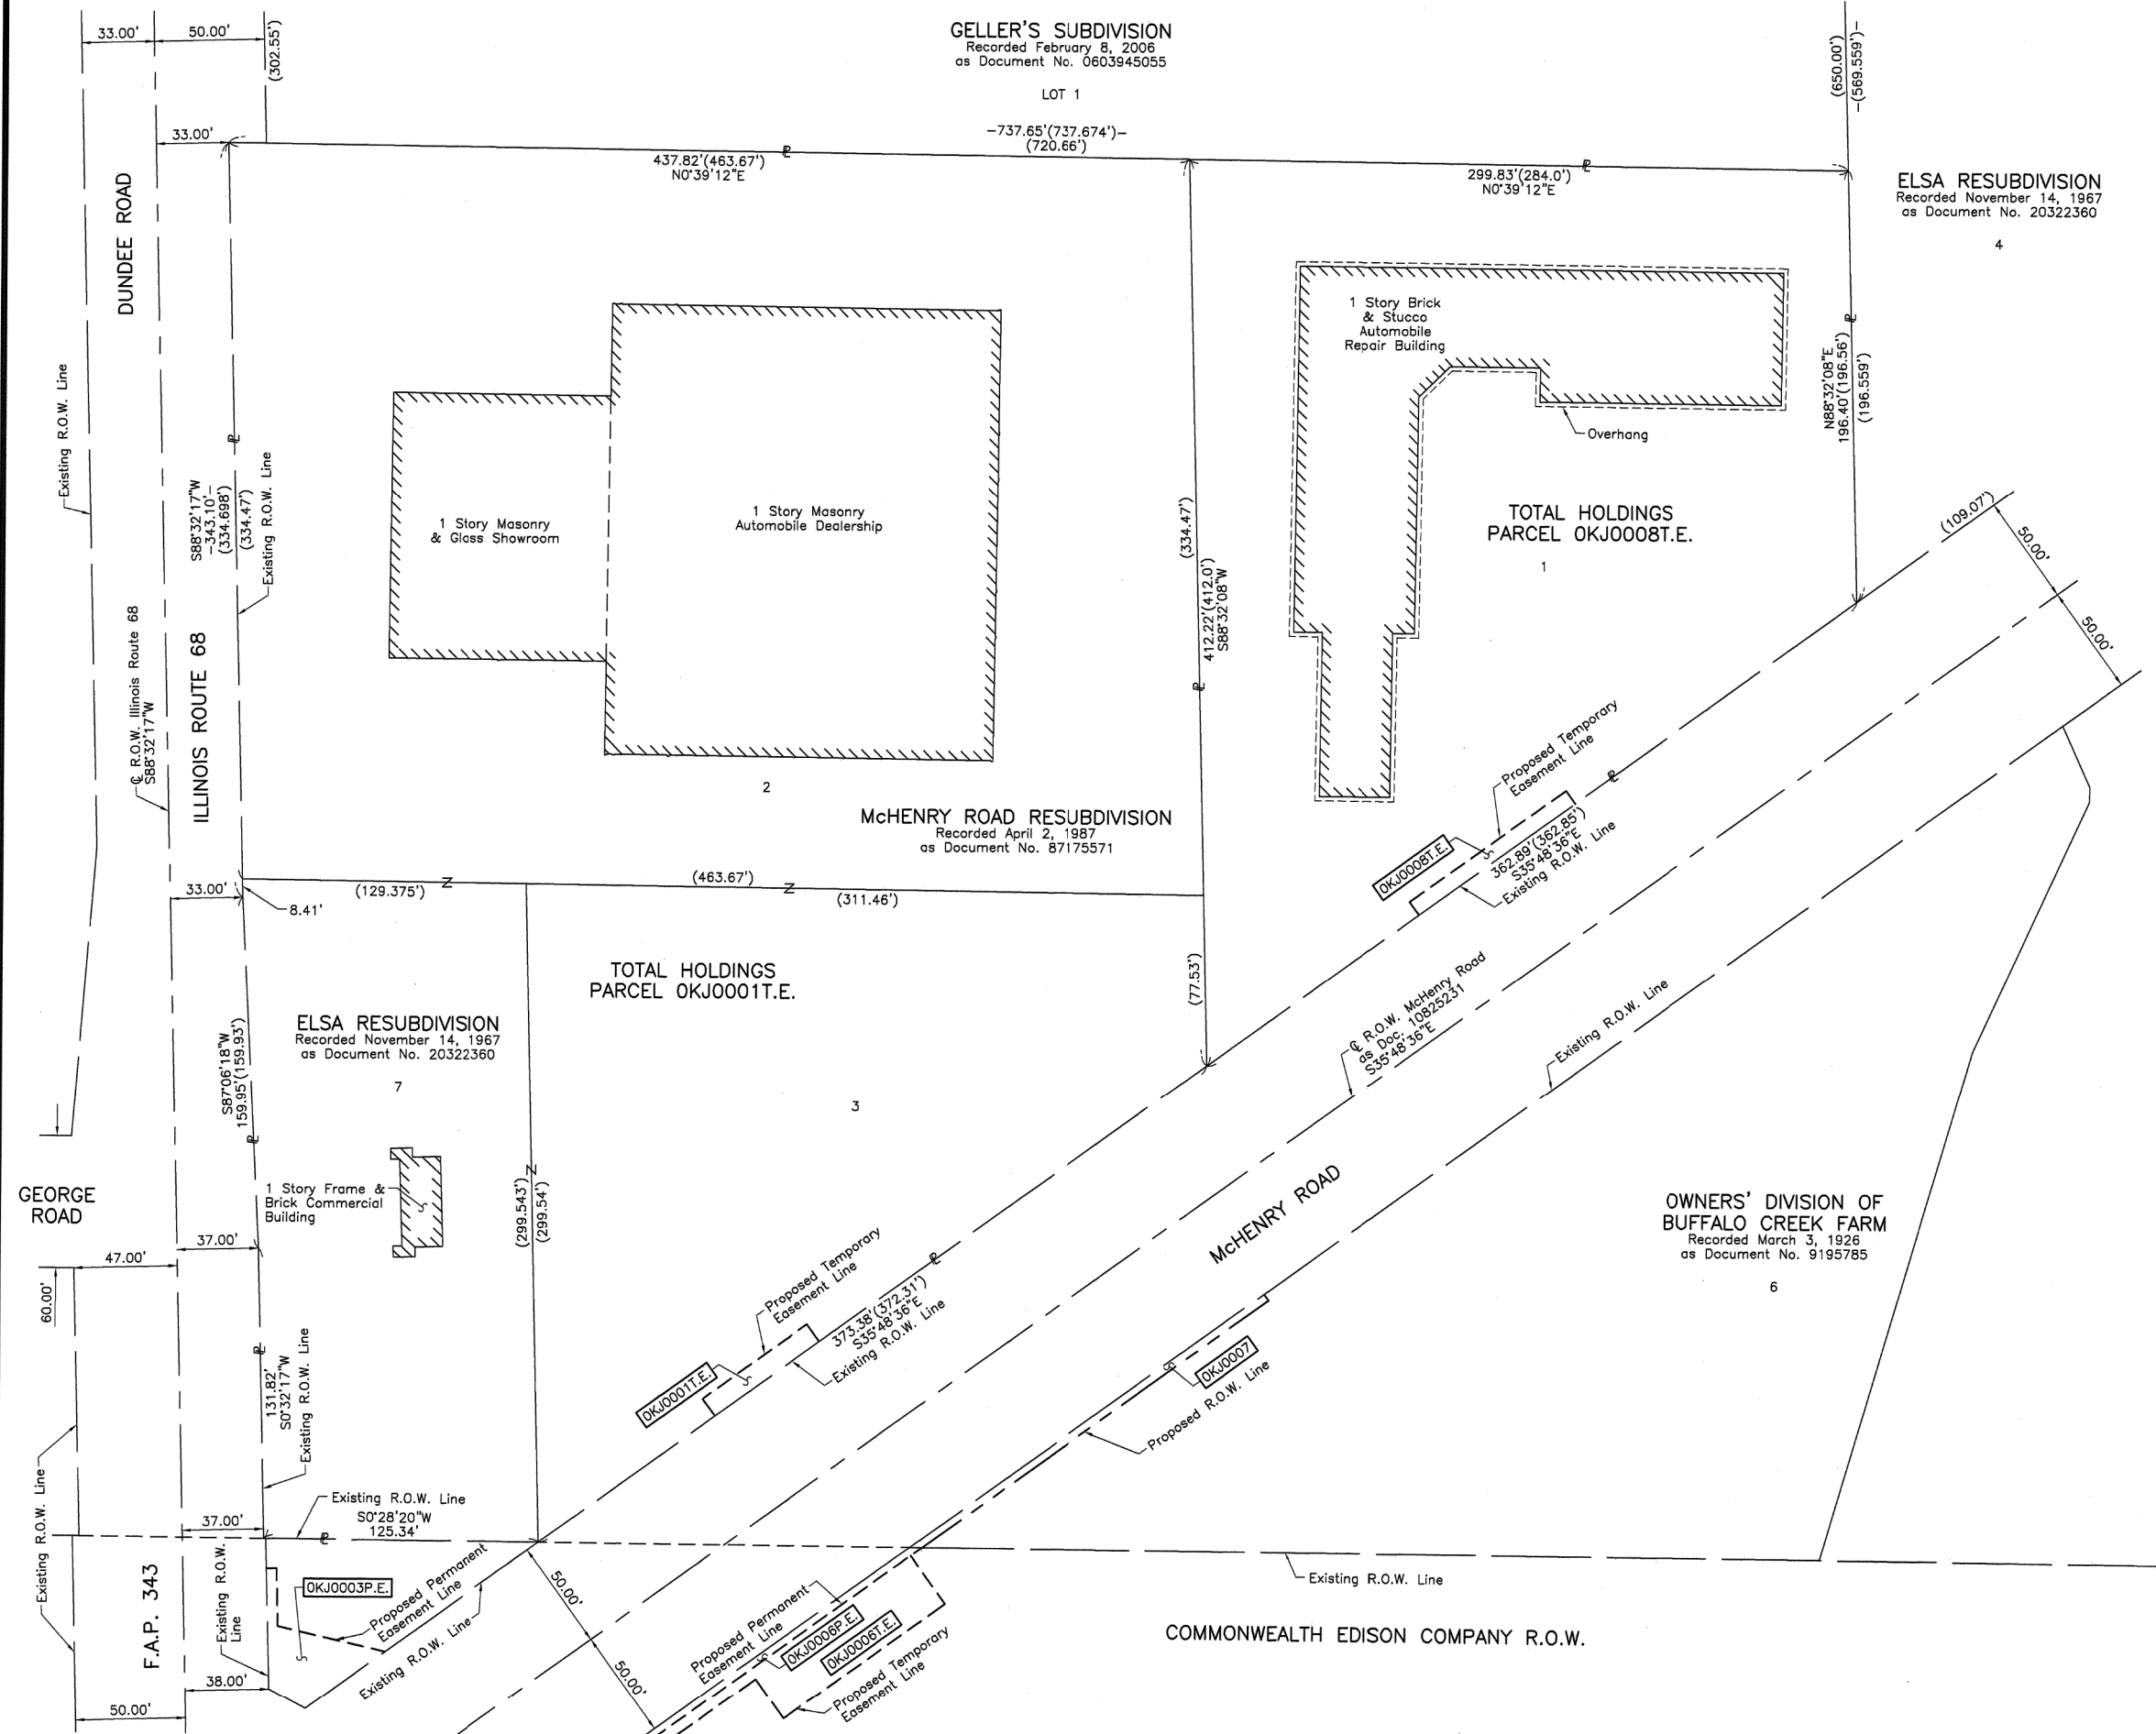 33.00'
50.00'
(302.55')
GELLER'S SUBDIVISION
Recorded February 8, 2006
as Document No. 0603945055
LOT 1
(650.00')
-(569.559')-
33.00'
-737.65'(737.674')-
(720.66')
437.82'(463.67')
N0°39'12"E
299.83'(284.0')
N0°39'12"E
ELSA RESUBDIVISION
Recorded November 14, 1967
as Document No. 20322360
4
DUNDEE ROAD
Existing R.O.W. Line
1 Story Brick
& Stucco
Automobile
Repair Building
Overhang
N88°32'08"E
196.40'(196.56')
(196.559')
S88°32'17"W
-343.10'-
(334.698')
(334.47')
Existing R.O.W. Line
1 Story Masonry
& Glass Showroom
1 Story Masonry
Automobile Dealership
(334.47')
412.22'(412.0')
S88°32'08"W
TOTAL HOLDINGS
PARCEL 0KJ0008T.E.
1
(109.07')
50.00'
50.00'
℄ R.O.W. Illinois Route 68
S88°32'17"W
ILLINOIS ROUTE 68
2
McHENRY ROAD RESUBDIVISION
Recorded April 2, 1987
as Document No. 87175571
Proposed Temporary
Easement Line
0KJ0008T.E.
362.89'(362.85')
S35°48'36"E
Existing R.O.W. Line
33.00'
8.41'
(129.375')
(463.67')
(311.46')
(77.53')
TOTAL HOLDINGS
PARCEL 0KJ0001T.E.
℄ R.O.W. McHenry Road
as Doc. 10825231
S35°48'36"E
Existing R.O.W. Line
ELSA RESUBDIVISION
Recorded November 14, 1967
as Document No. 20322360
7
3
S87°06'18"W
159.95'(159.93')
1 Story Frame &
Brick Commercial
Building
GEORGE
ROAD
(299.543')
(299.54')
McHENRY ROAD
OWNERS' DIVISION OF
BUFFALO CREEK FARM
Recorded March 3, 1926
as Document No. 9195785
6
47.00'
37.00'
60.00'
Proposed Temporary
Easement Line
373.38'(372.31')
S35°48'36"E
Existing R.O.W. Line
0KJ0001T.E.
0KJ0007
Proposed R.O.W. Line
131.82'
S0°32'17"W
Existing R.O.W. Line
Existing R.O.W. Line
Existing R.O.W. Line
S0°28'20"W
125.34'
37.00'
F.A.P. 343
Existing R.O.W.
Line
0KJ0003P.E.
Proposed Permanent
Easement Line
Existing R.O.W. Line
50.00'
50.00'
Proposed Permanent
Easement Line
0KJ0006P.E.
0KJ0006T.E.
Proposed Temporary
Easement Line
Existing R.O.W. Line
COMMONWEALTH EDISON COMPANY R.O.W.
38.00'
50.00'